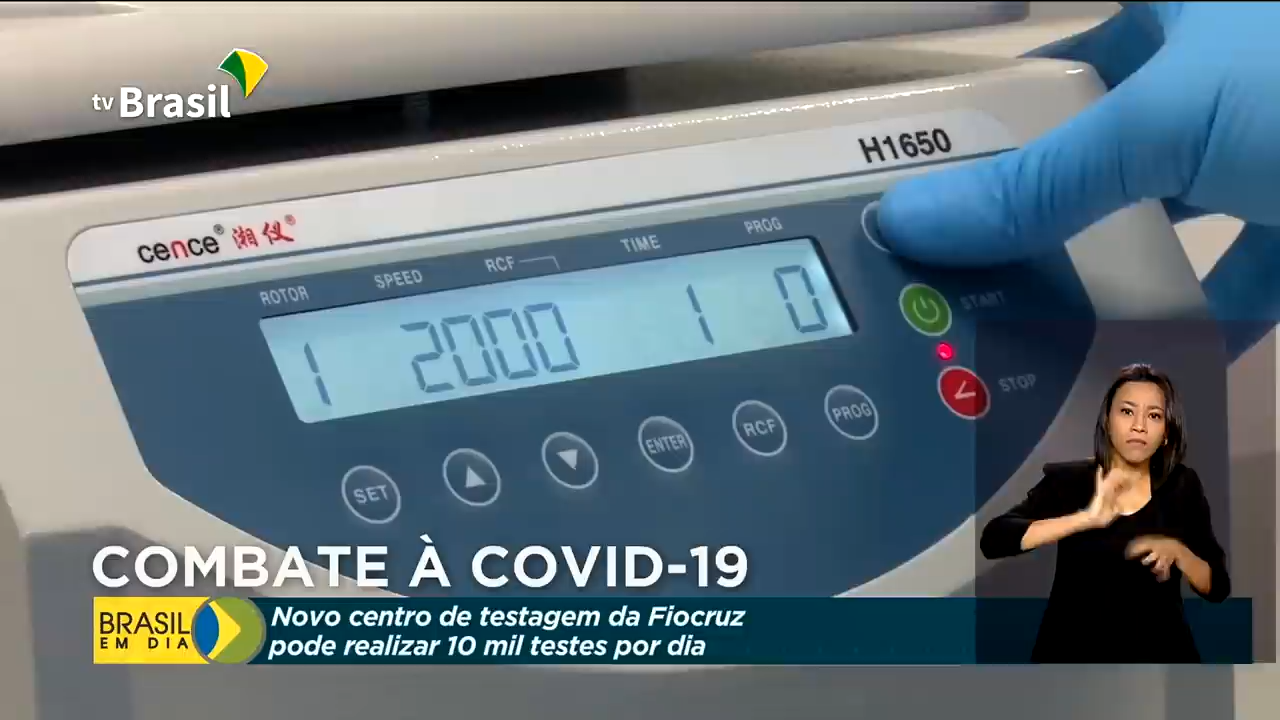 tv Brasil
H1650
cence® 湘仪®
ROTOR SPEED RCF TIME PROG
1 2000 1 0
START
STOP
SET ENTER RCF PROG
COMBATE À COVID-19
BRASIL EM DIA
Novo centro de testagem da Fiocruz
pode realizar 10 mil testes por dia